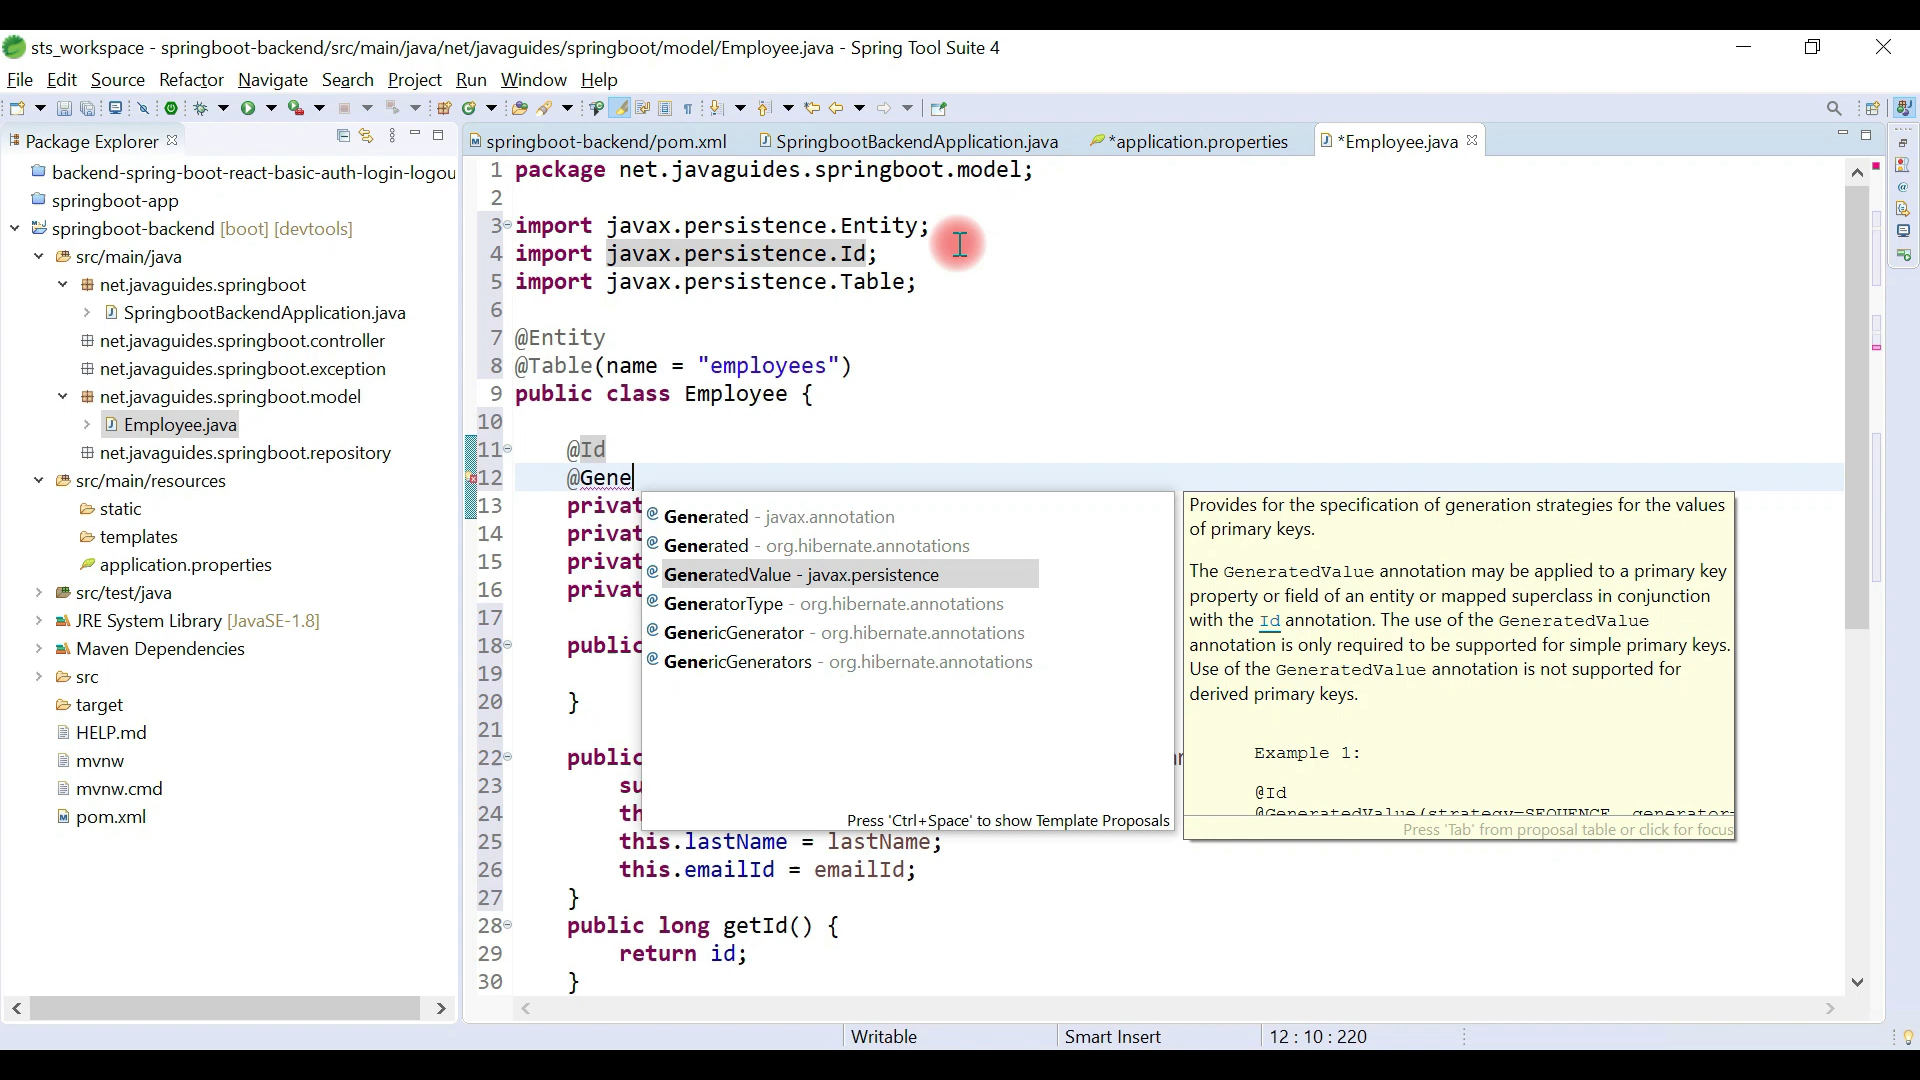 sts_workspace - springboot-backend/src/main/java/net/javaguides/springboot/model/Employee.java - Spring Tool Suite 4
File Edit Source Refactor Navigate Search Project Run Window Help
Package Explorer
springboot-backend/pom.xml SpringbootBackendApplication.java *application.properties *Employee.java
backend-spring-boot-react-basic-auth-login-logou
springboot-app
springboot-backend [boot] [devtools]
src/main/java
net.javaguides.springboot
SpringbootBackendApplication.java
net.javaguides.springboot.controller
net.javaguides.springboot.exception
net.javaguides.springboot.model
Employee.java
net.javaguides.springboot.repository
src/main/resources
static
templates
application.properties
src/test/java
JRE System Library [JavaSE-1.8]
Maven Dependencies
src
target
HELP.md
mvnw
mvnw.cmd
pom.xml
1 package net.javaguides.springboot.model;
2
3 import javax.persistence.Entity;
4 import javax.persistence.Id;
5 import javax.persistence.Table;
6
7 @Entity
8 @Table(name = "employees")
9 public class Employee {
10
11 @Id
12 @Gene
13 privat
14 privat
15 privat
16 privat
17
18 public
19
20 }
21
22 public
23 su
24 th
25 this.lastName = lastName;
26 this.emailId = emailId;
27 }
28 public long getId() {
29 return id;
30 }
Generated - javax.annotation
Generated - org.hibernate.annotations
GeneratedValue - javax.persistence
GeneratorType - org.hibernate.annotations
GenericGenerator - org.hibernate.annotations
GenericGenerators - org.hibernate.annotations
Press 'Ctrl+Space' to show Template Proposals
Provides for the specification of generation strategies for the values
of primary keys.
The GeneratedValue annotation may be applied to a primary key
property or field of an entity or mapped superclass in conjunction
with the Id annotation. The use of the GeneratedValue
annotation is only required to be supported for simple primary keys.
Use of the GeneratedValue annotation is not supported for
derived primary keys.
Example 1:
@Id
@GeneratedValue(strategy=SEQUENCE, generator=
Press 'Tab' from proposal table or click for focus
Writable Smart Insert 12 : 10 : 220